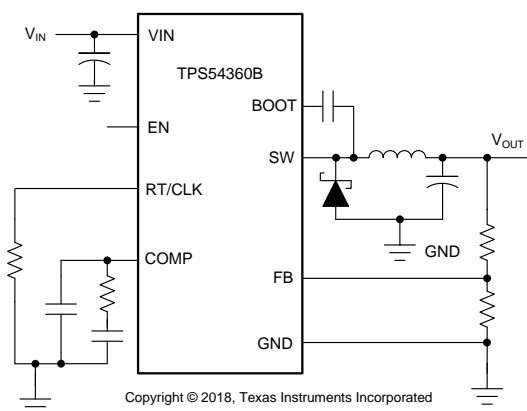 V_IN
VIN
TPS54360B
BOOT
EN
SW
V_OUT
RT/CLK
GND
COMP
FB
GND
Copyright © 2018, Texas Instruments Incorporated